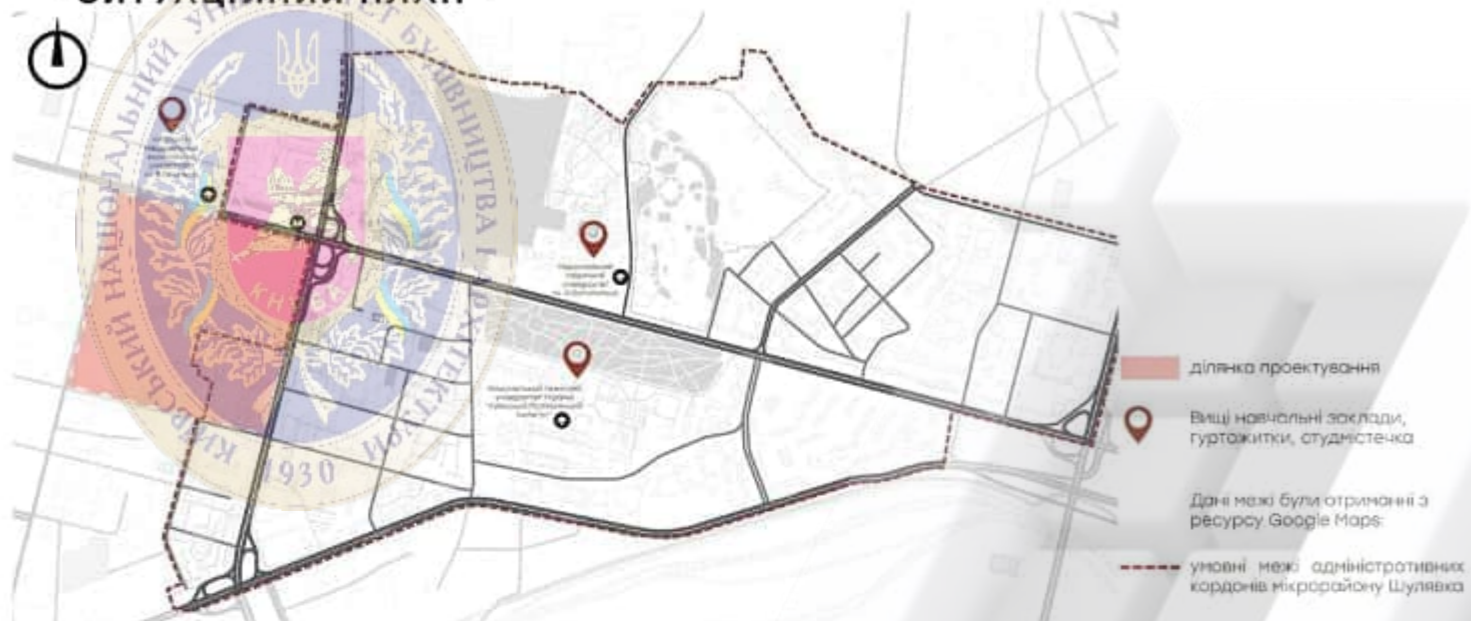 СИТУАЦІЙНИЙ ПЛАН
КИЇВСЬКИЙ НАЦІОНАЛЬНИЙ УНІВЕРСИТЕТ БУДІВНИЦТВА І АРХІТЕКТУРИ
КНУБА
1930
ділянка проектування
Вищі навчальні заклади,
гуртожитки, студмістечка
Дані межі були отриманні з
ресурсу Google Maps:
умовні межі адміністративних
кордонів мікрорайону Шулявка